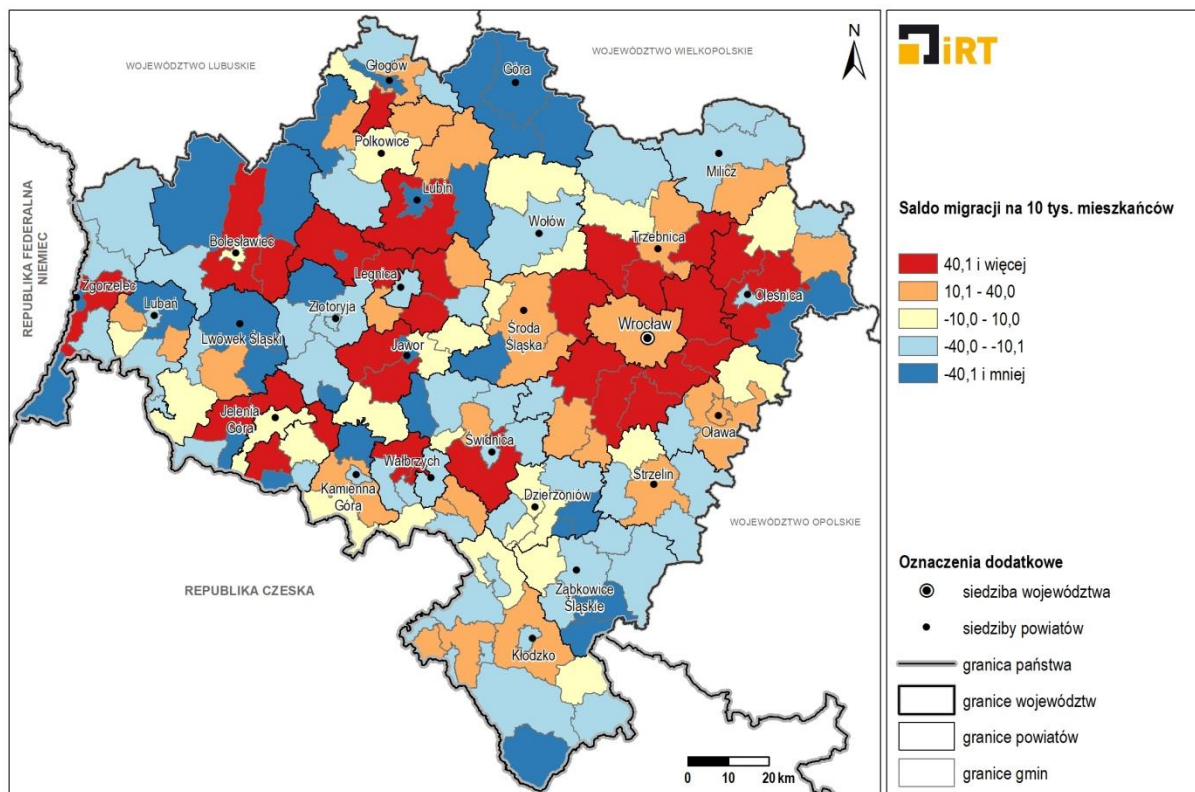 WOJEWÓDZTWO LUBUSKIE
WOJEWÓDZTWO WIELKOPOLSKIE
N
Głogów
Góra
Polkowice
Milicz
REPUBLIKA FEDERALNA
NIEMIEC
Lubin
Wołów
Trzebnica
Bolesławiec
Legnica
Zgorzelec
Oleśnica
Lubań
Złotoryja
Środa
Śląska
Wrocław
Lwówek Śląski
Jawor
Jelenia
Góra
Oława
Świdnica
Wałbrzych
Strzelin
Kamienna
Góra
Dzierżoniów
WOJEWÓDZTWO OPOLSKIE
REPUBLIKA CZESKA
Ząbkowice
Śląskie
Kłodzko
0 10 20 km
iRT
Saldo migracji na 10 tys. mieszkańców
40,1 i więcej
10,1 - 40,0
-10,0 - 10,0
-40,0 - -10,1
-40,1 i mniej
Oznaczenia dodatkowe
siedziba województwa
siedziby powiatów
granica państwa
granice województw
granice powiatów
granice gmin